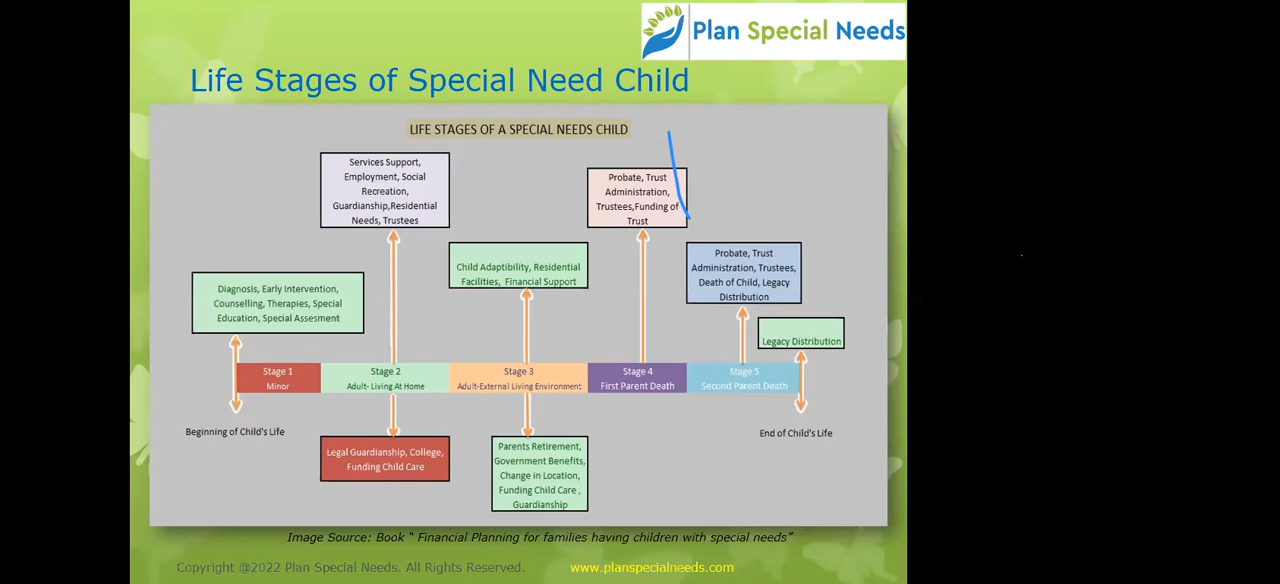 Plan Special Needs
Life Stages of Special Need Child
LIFE STAGES OF A SPECIAL NEEDS CHILD
Services Support,
Employment, Social
Recreation,
Guardianship,Residential
Needs, Trustees
Probate, Trust
Administration,
Trustees,Funding of
Trust
Child Adaptibility, Residential
Facilities, Financial Support
Probate, Trust
Administration, Trustees,
Death of Child, Legacy
Distribution
Diagnosis, Early Intervention,
Counselling, Therapies, Special
Education, Special Assesment
Legacy Distribution
Stage 1
Minor
Stage 2
Adult- Living At Home
Stage 3
Adult-External Living Environment
Stage 4
First Parent Death
Stage 5
Second Parent Death
Beginning of Child's Life
End of Child's Life
Legal Guardianship, College,
Funding Child Care
Parents Retirement,
Government Benefits,
Change in Location,
Funding Child Care ,
Guardianship
Image Source: Book “ Financial Planning for families having children with special needs”
Copyright @2022 Plan Special Needs. All Rights Reserved.
www.planspecialneeds.com